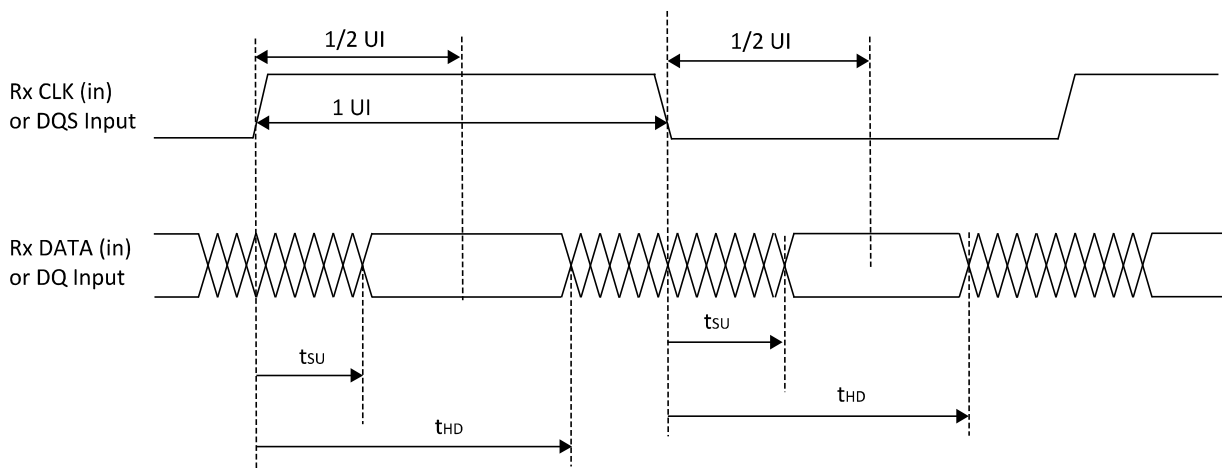 1/2 UI
1/2 UI
Rx CLK (in)
or DQS Input
1 UI
Rx DATA (in)
or DQ Input
tSU
tSU
tHD
tHD